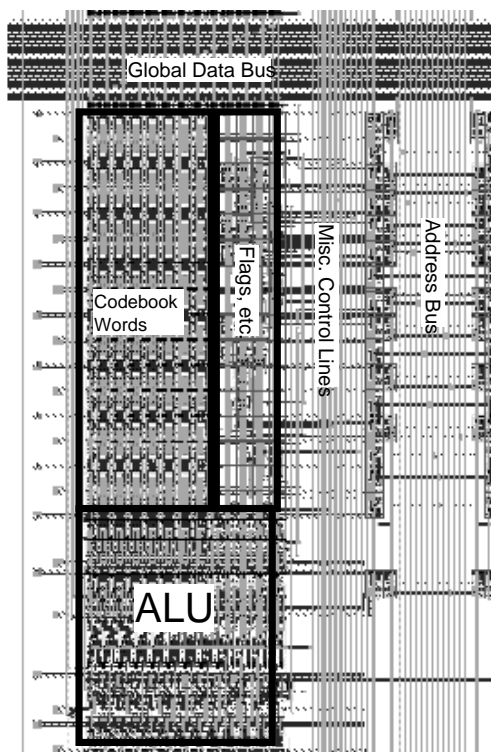 Global Data Bus
Codebook
Words
Flags, etc
Misc. Control Lines
Address Bus
ALU